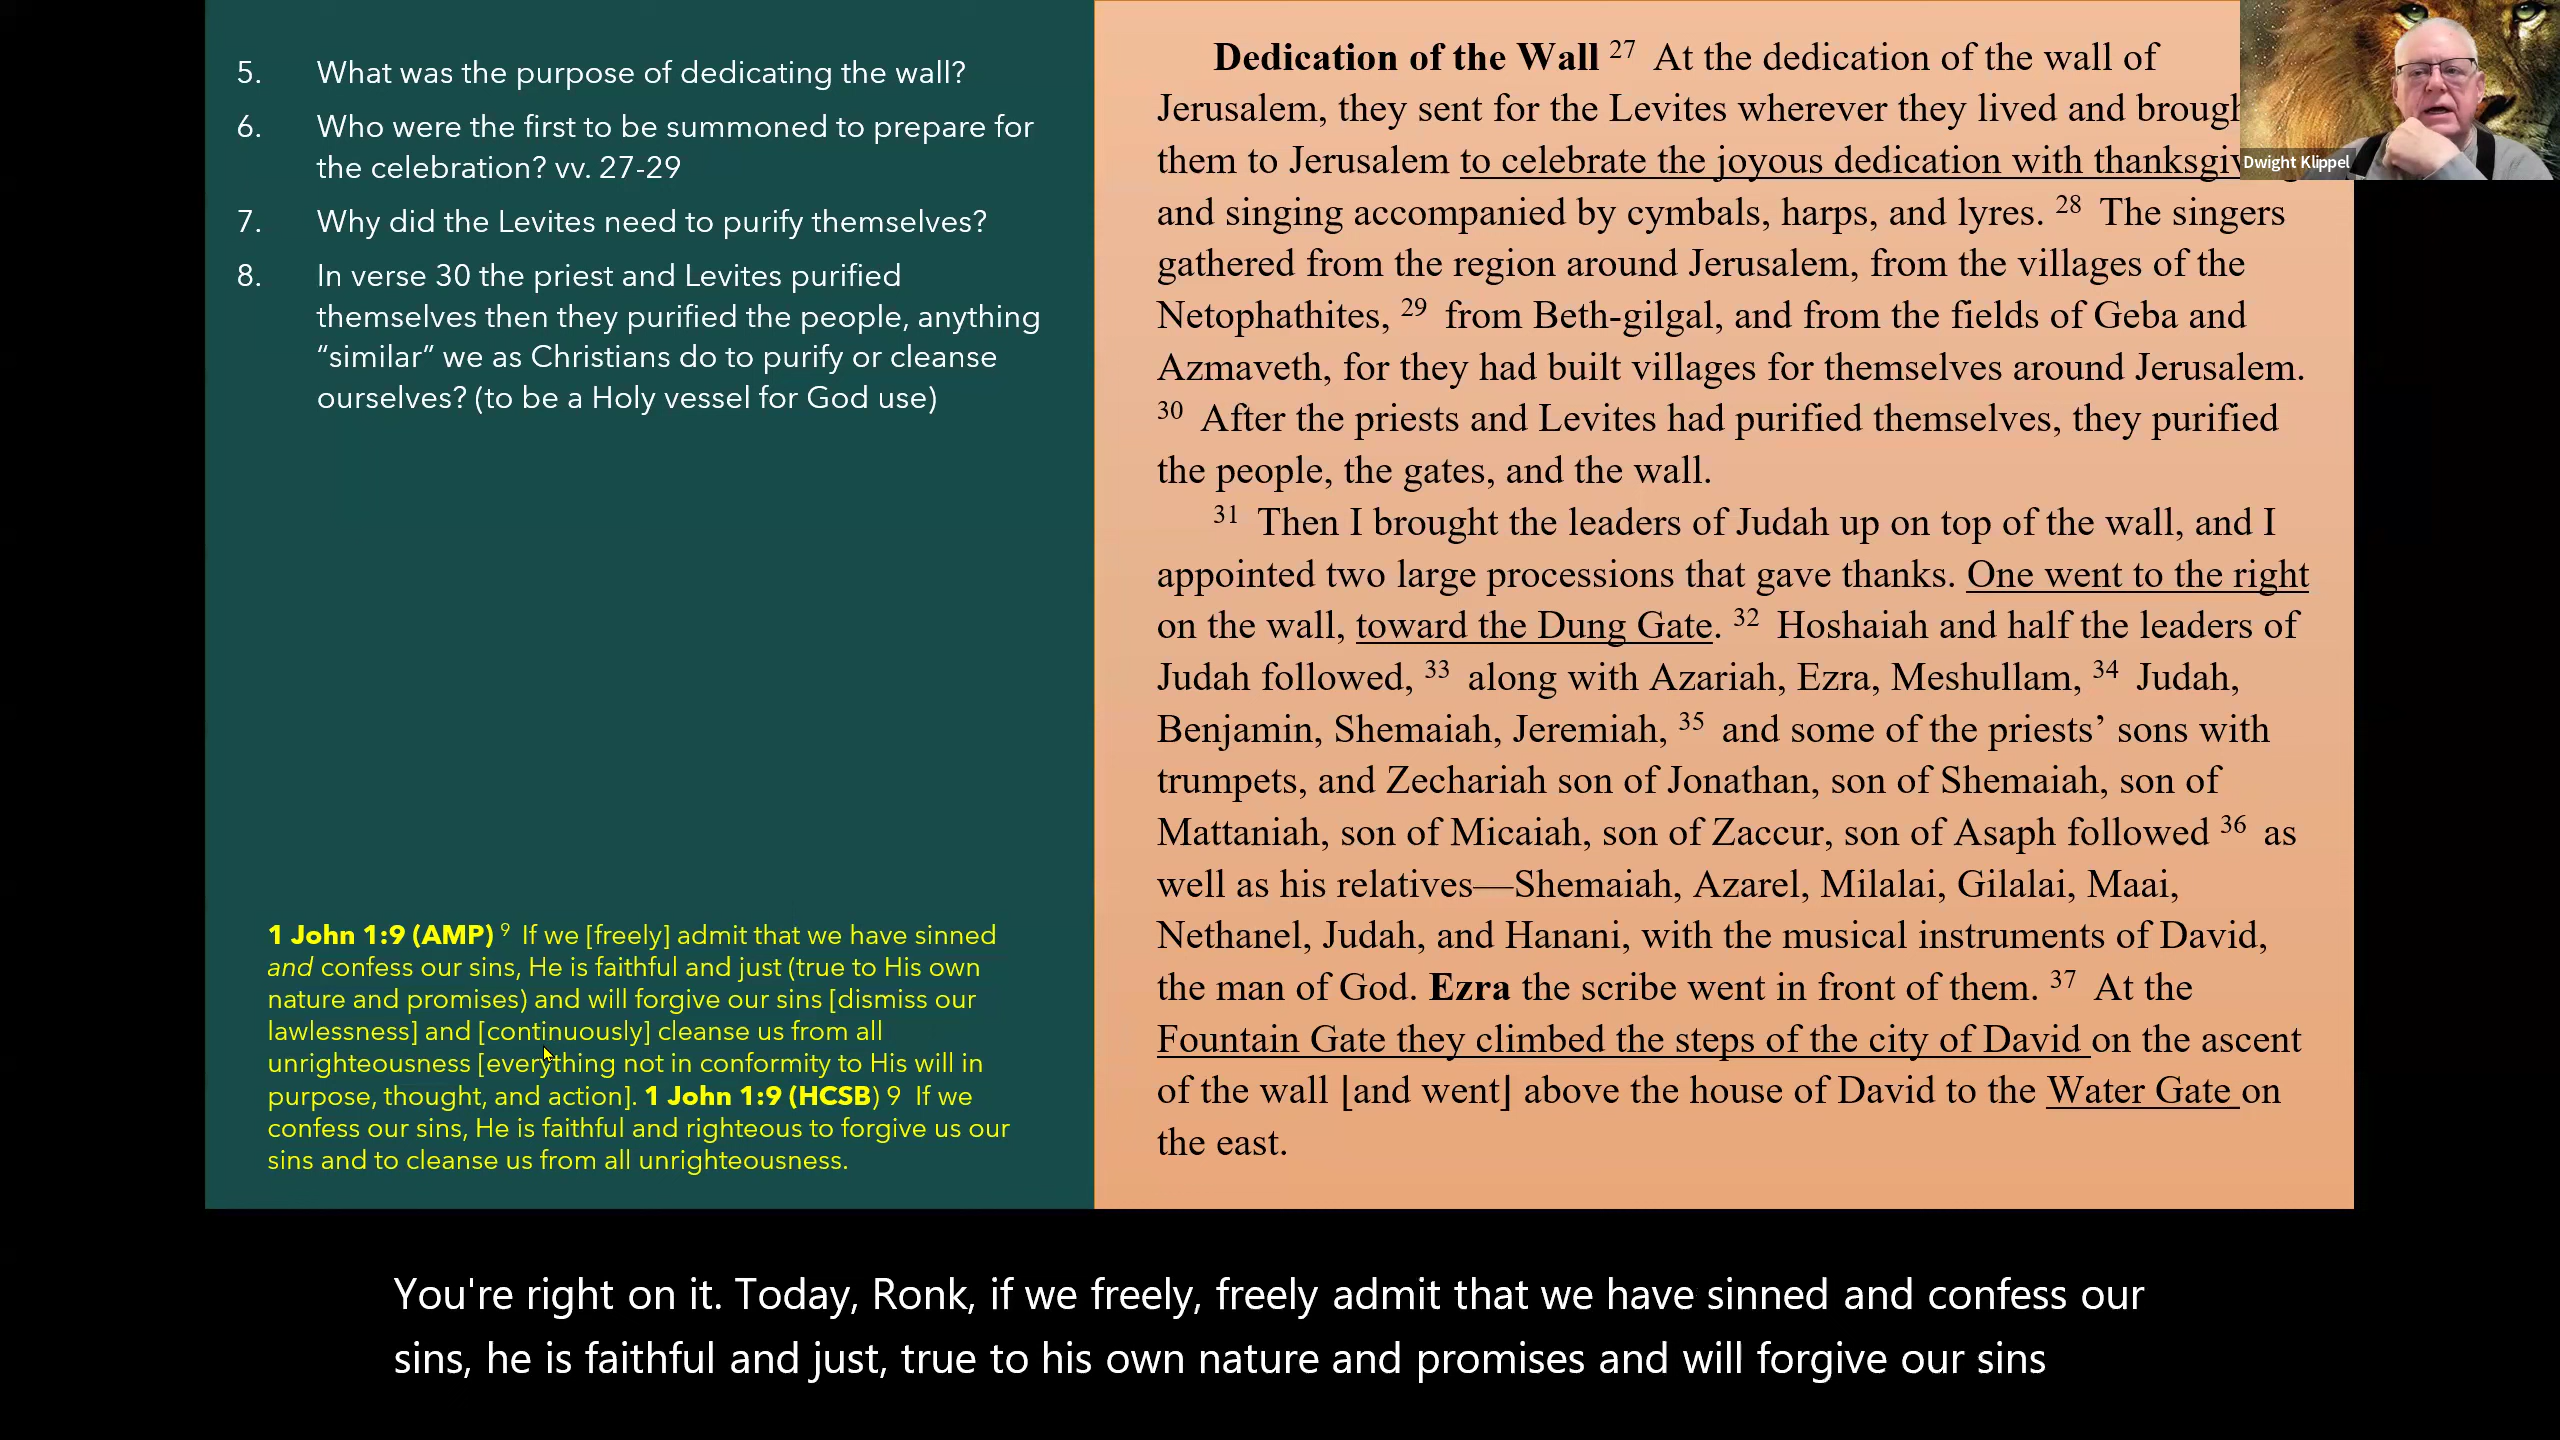 5. What was the purpose of dedicating the wall?
6. Who were the first to be summoned to prepare for
the celebration? vv. 27-29
7. Why did the Levites need to purify themselves?
8. In verse 30 the priest and Levites purified
themselves then they purified the people, anything
“similar” we as Christians do to purify or cleanse
ourselves? (to be a Holy vessel for God use)
1 John 1:9 (AMP) 9 If we [freely] admit that we have sinned
and confess our sins, He is faithful and just (true to His own
nature and promises) and will forgive our sins [dismiss our
lawlessness] and [continuously] cleanse us from all
unrighteousness [everything not in conformity to His will in
purpose, thought, and action]. 1 John 1:9 (HCSB) 9 If we
confess our sins, He is faithful and righteous to forgive us our
sins and to cleanse us from all unrighteousness.
Dedication of the Wall 27 At the dedication of the wall of
Jerusalem, they sent for the Levites wherever they lived and
them to Jerusalem to celebrate the joyous dedication with
and singing accompanied by cymbals, harps, and lyres. 28 The singers
gathered from the region around Jerusalem, from the villages of the
Netophathites, 29 from Beth-gilgal, and from the fields of Geba and
Azmaveth, for they had built villages for themselves around Jerusalem.
30 After the priests and Levites had purified themselves, they purified
the people, the gates, and the wall.
31 Then I brought the leaders of Judah up on top of the wall, and I
appointed two large processions that gave thanks. One went to the right
on the wall, toward the Dung Gate. 32 Hoshaiah and half the leaders of
Judah followed, 33 along with Azariah, Ezra, Meshullam, 34 Judah,
Benjamin, Shemaiah, Jeremiah, 35 and some of the priests’ sons with
trumpets, and Zechariah son of Jonathan, son of Shemaiah, son of
Mattaniah, son of Micaiah, son of Zaccur, son of Asaph followed 36 as
well as his relatives—Shemaiah, Azarel, Milalai, Gilalai, Maai,
Nethanel, Judah, and Hanani, with the musical instruments of David,
the man of God. Ezra the scribe went in front of them. 37 At the
Fountain Gate they climbed the steps of the city of David on the ascent
of the wall ⌊and went⌋ above the house of David to the Water Gate on
the east.
Dwight Klippel
You're right on it. Today, Ronk, if we freely, freely admit that we have sinned and confess our
sins, he is faithful and just, true to his own nature and promises and will forgive our sins